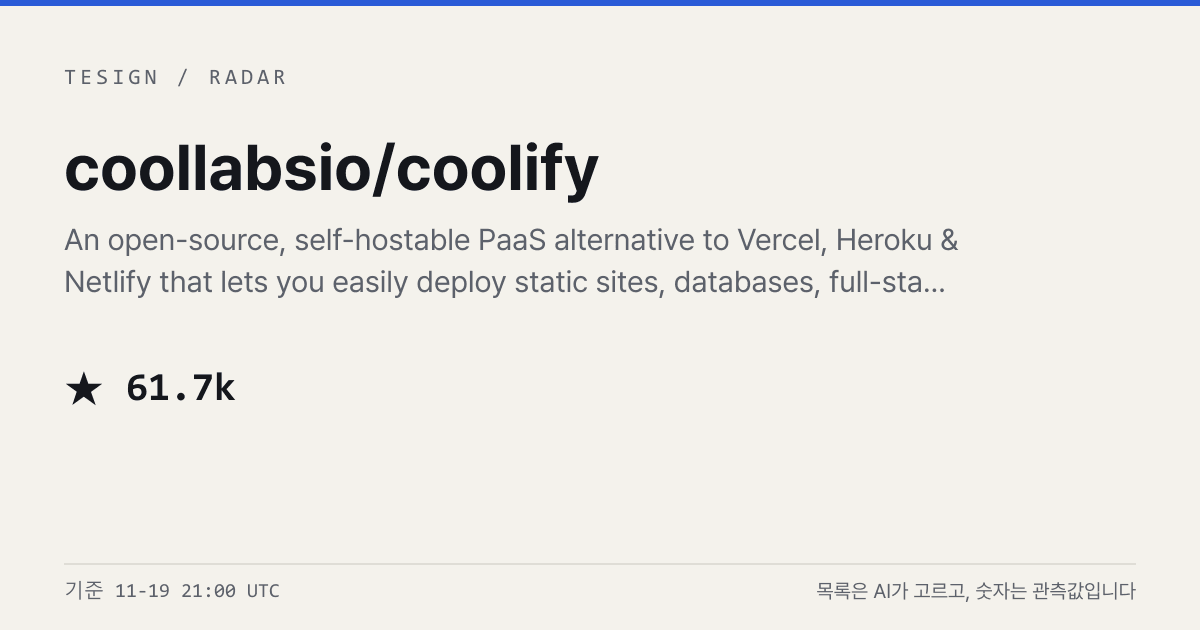 TESIGN / RADAR
coollabsio/coolify
An open-source, self-hostable PaaS alternative to Vercel, Heroku &
Netlify that lets you easily deploy static sites, databases, full-sta...
★ 61.7k
기준 11-19 21:00 UTC
목록은 AI가 고르고, 숫자는 관측값입니다